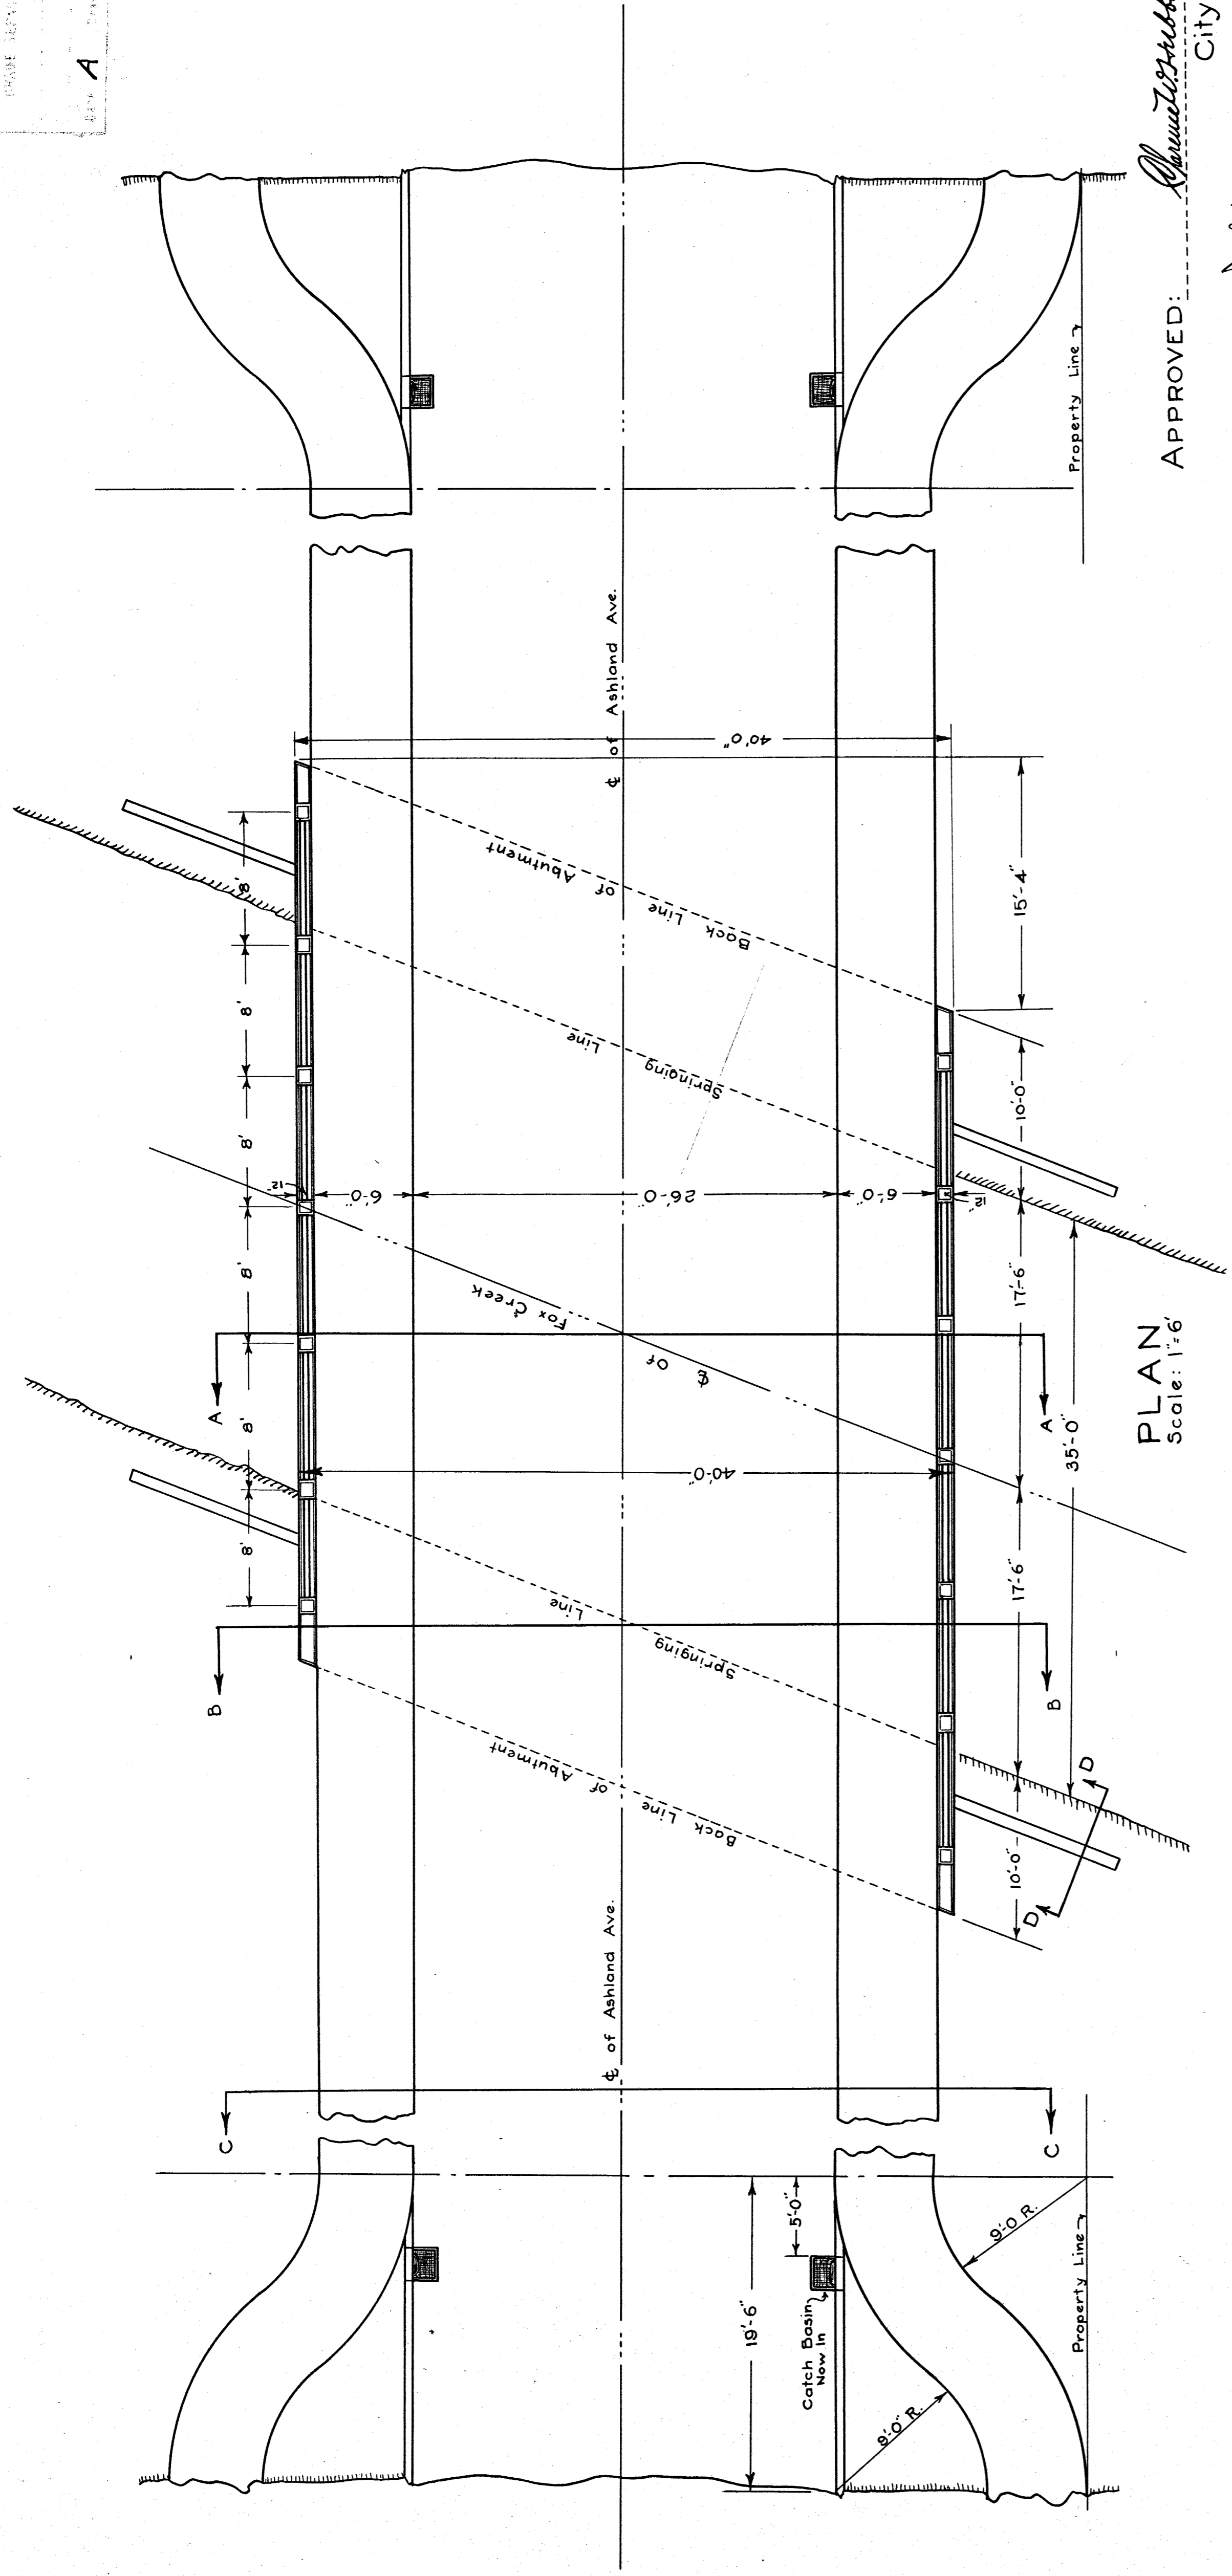 A
APPROVED:
City
Property Line
℄ of Ashland Ave.
40'0"
Back Line of Abutment
15'-4"
8'
8'
8'
8'
8'
8'
Springing Line
10'-0"
12"
6'-0"
26'-0"
6'-0"
12"
17'-6"
℄ of Fox Creek
A
A
40'-0"
35'-0"
PLAN
Scale: 1"=6'
17'-6"
Springing Line
B
B
Back Line of Abutment
10'-0"
D
D
℄ of Ashland Ave.
C
C
5'-0"
19'-6"
Catch Basin
Now In
9'-0 R.
9'-0" R.
Property Line